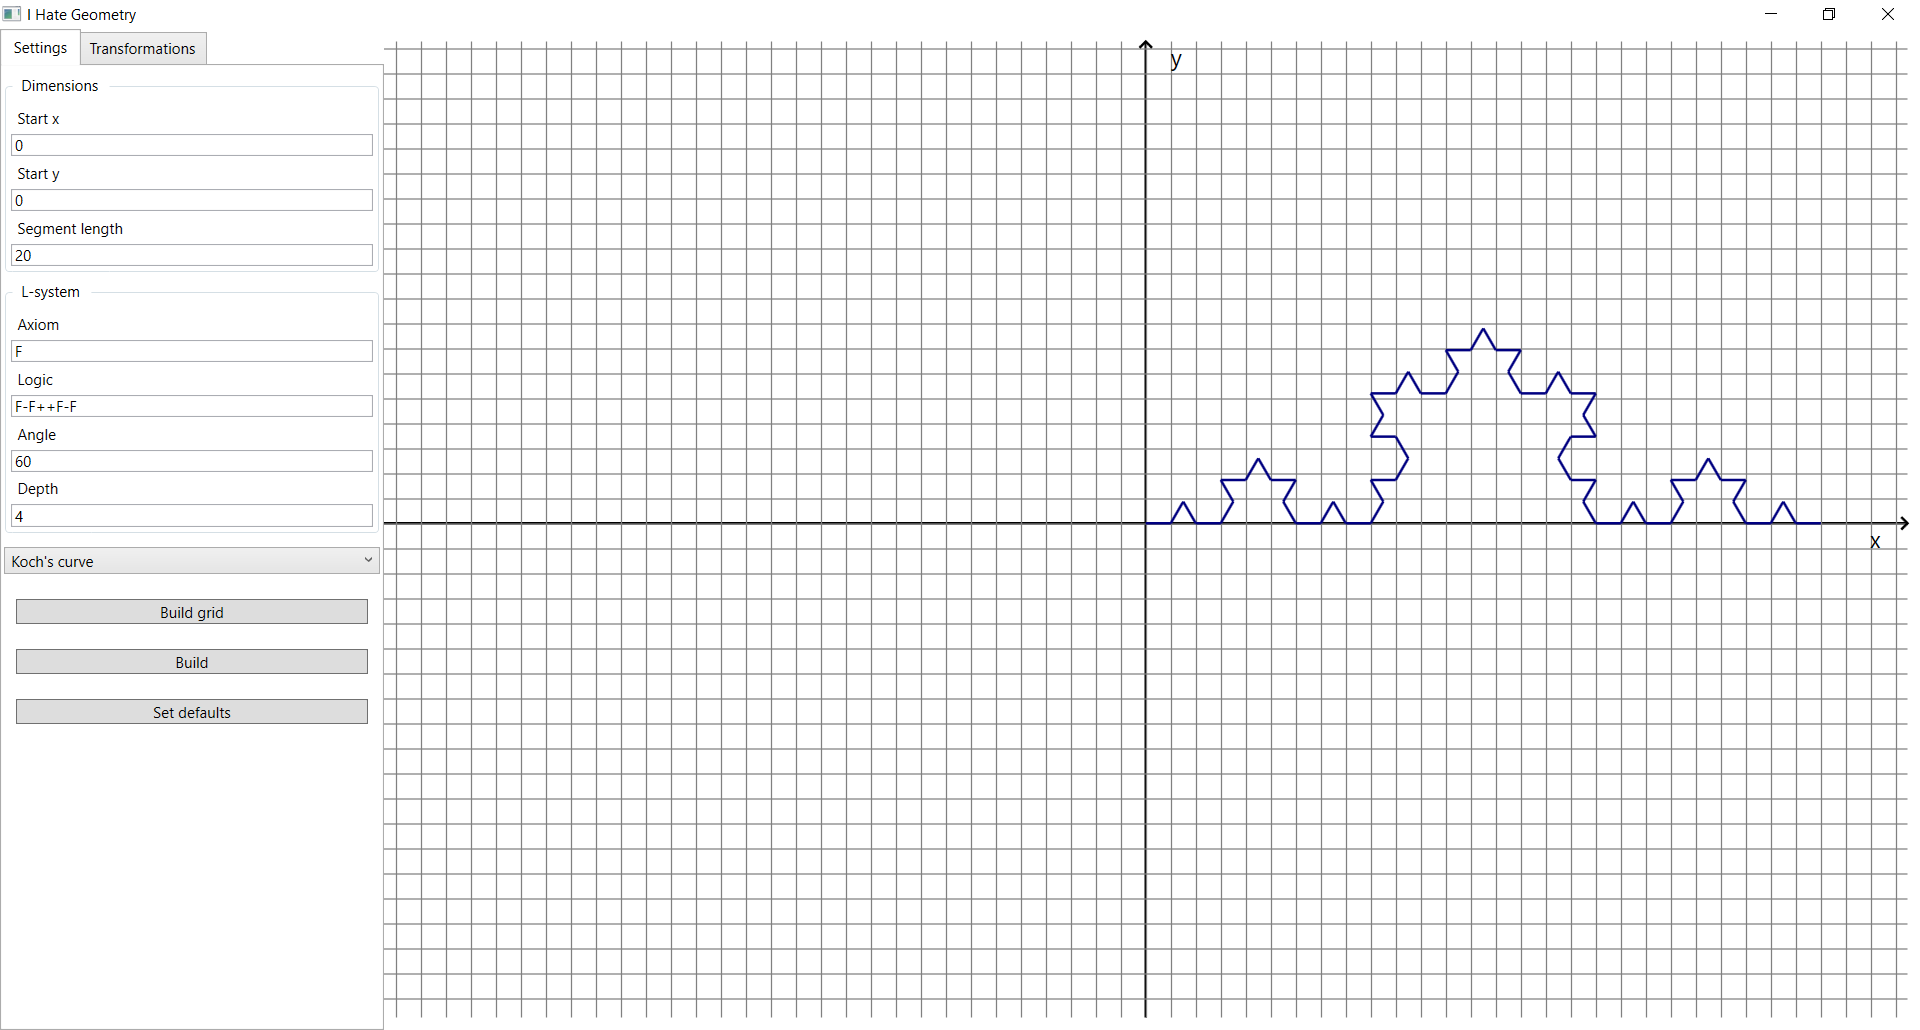 I Hate Geometry
Settings
Transformations
Dimensions
Start x
0
Start y
0
Segment length
20
L-system
Axiom
F
Logic
F-F++F-F
Angle
60
Depth
4
Koch's curve
Build grid
Build
Set defaults
y
x